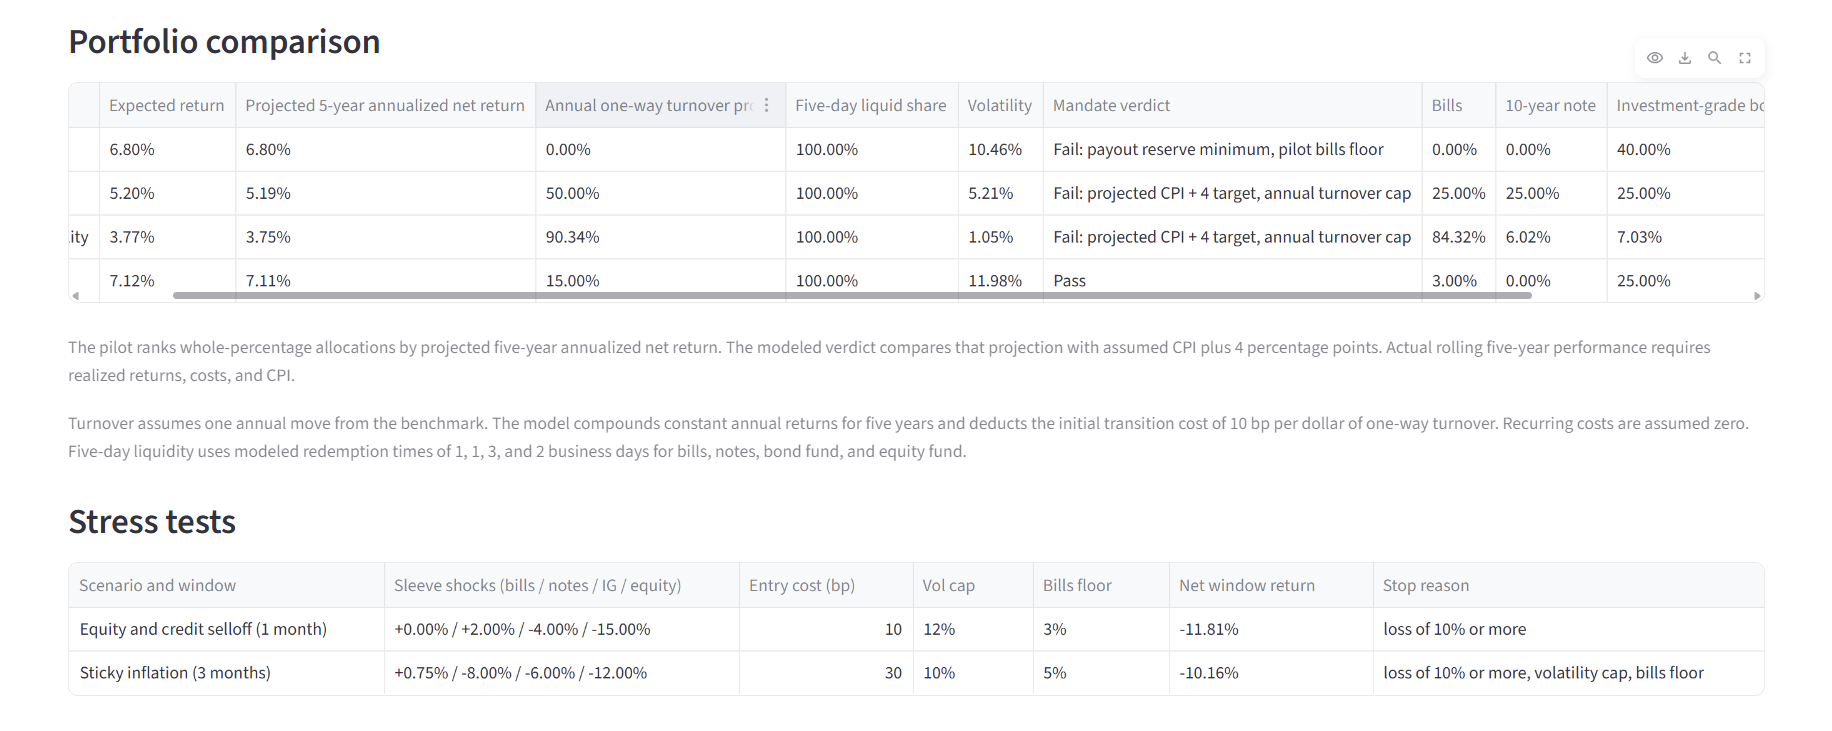 Portfolio comparison
Expected return Projected 5-year annualized net return Annual one-way turnover Five-day liquid share Volatility Mandate verdict Bills 10-year note Investment-grade
6.80% 6.80% 0.00% 100.00% 10.46% Fail: payout reserve minimum, pilot bills floor 0.00% 0.00% 40.00%
5.20% 5.19% 50.00% 100.00% 5.21% Fail: projected CPI + 4 target, annual turnover cap 25.00% 25.00% 25.00%
3.77% 3.75% 90.34% 100.00% 1.05% Fail: projected CPI + 4 target, annual turnover cap 84.32% 6.02% 7.03%
7.12% 7.11% 15.00% 100.00% 11.98% Pass 3.00% 0.00% 25.00%
The pilot ranks whole-percentage allocations by projected five-year annualized net return. The modeled verdict compares that projection with assumed CPI plus 4 percentage points. Actual rolling five-year performance requires
realized returns, costs, and CPI.
Turnover assumes one annual move from the benchmark. The model compounds constant annual returns for five years and deducts the initial transition cost of 10 bp per dollar of one-way turnover. Recurring costs are assumed zero.
Five-day liquidity uses modeled redemption times of 1, 1, 3, and 2 business days for bills, notes, bond fund, and equity fund.
Stress tests
Scenario and window Sleeve shocks (bills / notes / IG / equity) Entry cost (bp) Vol cap Bills floor Net window return Stop reason
Equity and credit selloff (1 month) +0.00% / +2.00% / -4.00% / -15.00% 10 12% 3% -11.81% loss of 10% or more
Sticky inflation (3 months) +0.75% / -8.00% / -6.00% / -12.00% 30 10% 5% -10.16% loss of 10% or more, volatility cap, bills floor